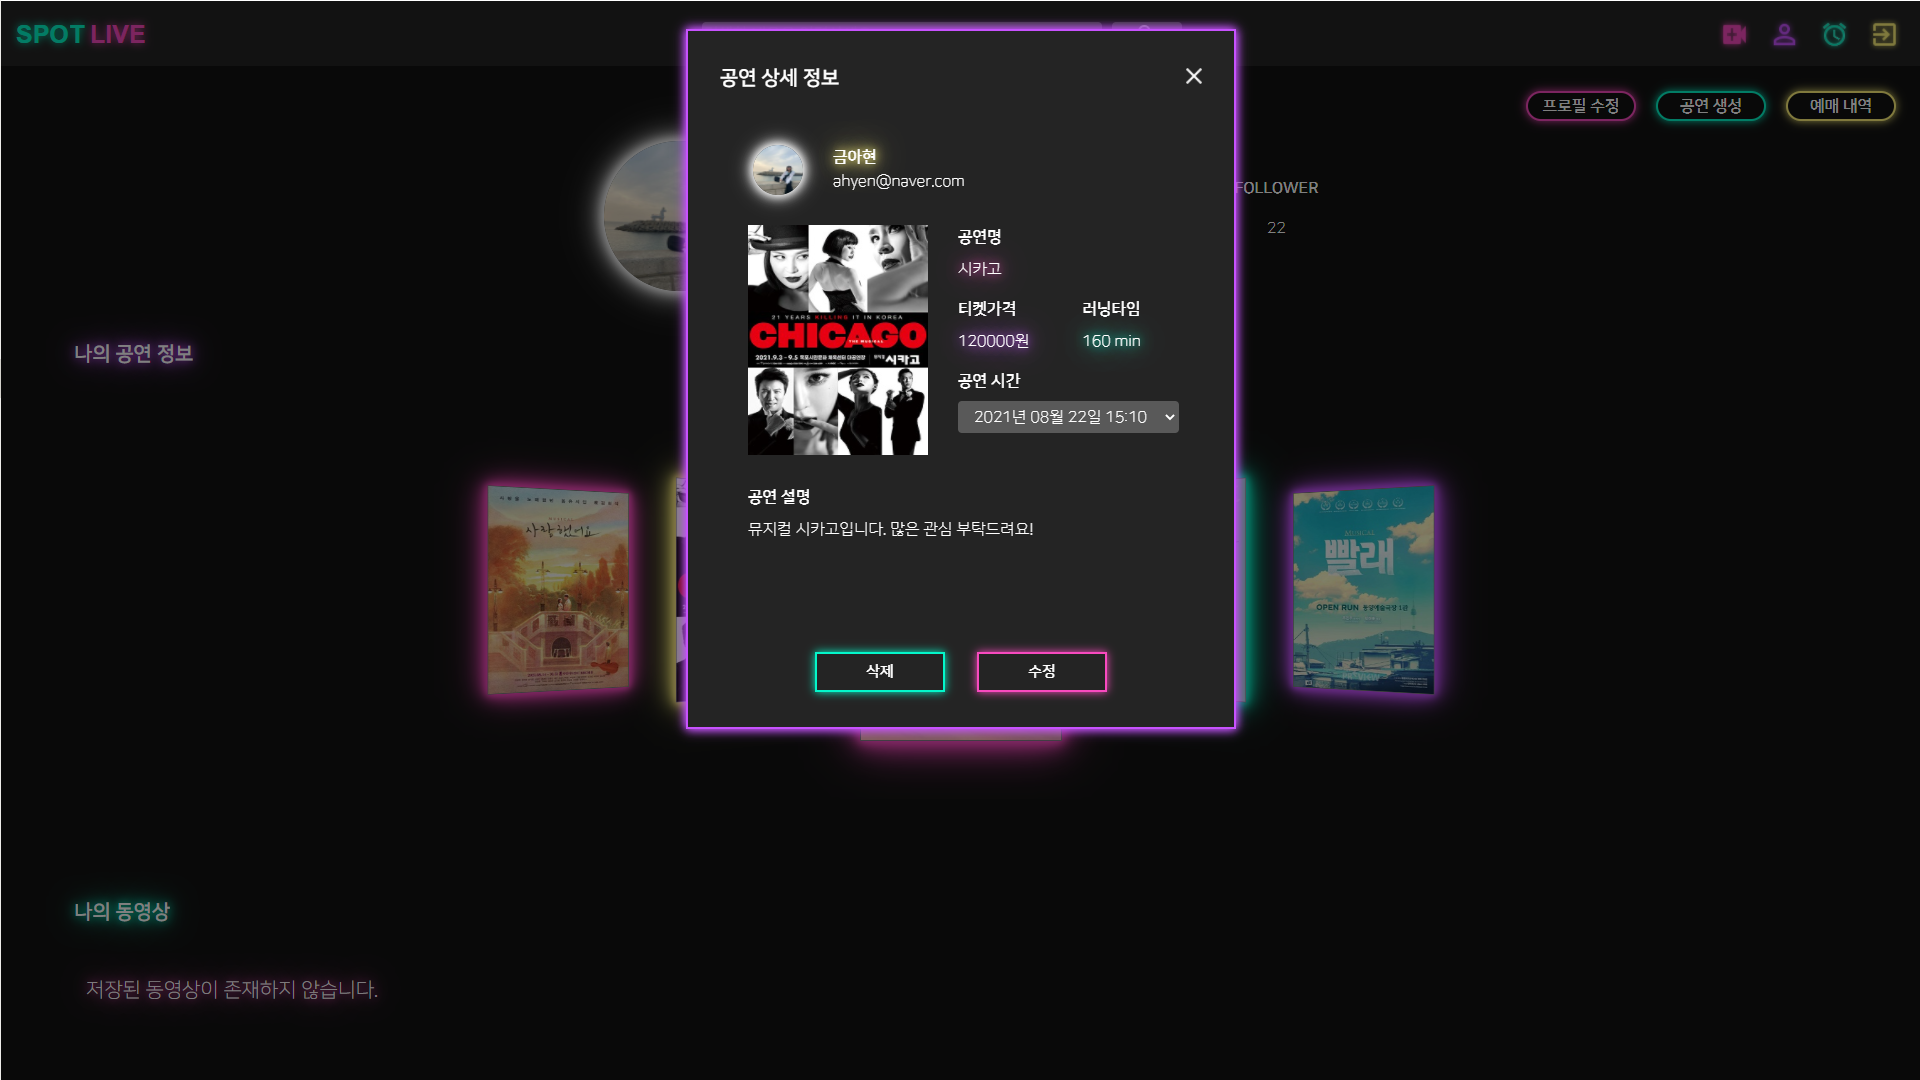 SPOT LIVE
프로필 수정
공연 생성
예매 내역
FOLLOWER
22
공연 상세 정보
금아현
ahyen@naver.com
21 YEARS KILLING IT IN KOREA
CHICAGO
THE MUSICAL
시카고
공연명
시카고
티켓가격
러닝타임
120000원
160 min
공연 시간
2021년 08월 22일 15:10
공연 설명
뮤지컬 시카고입니다. 많은 관심 부탁드려요!
삭제
수정
나의 공연 정보
사랑했어요
MUSICAL
빨래
OPEN RUN
나의 동영상
저장된 동영상이 존재하지 않습니다.